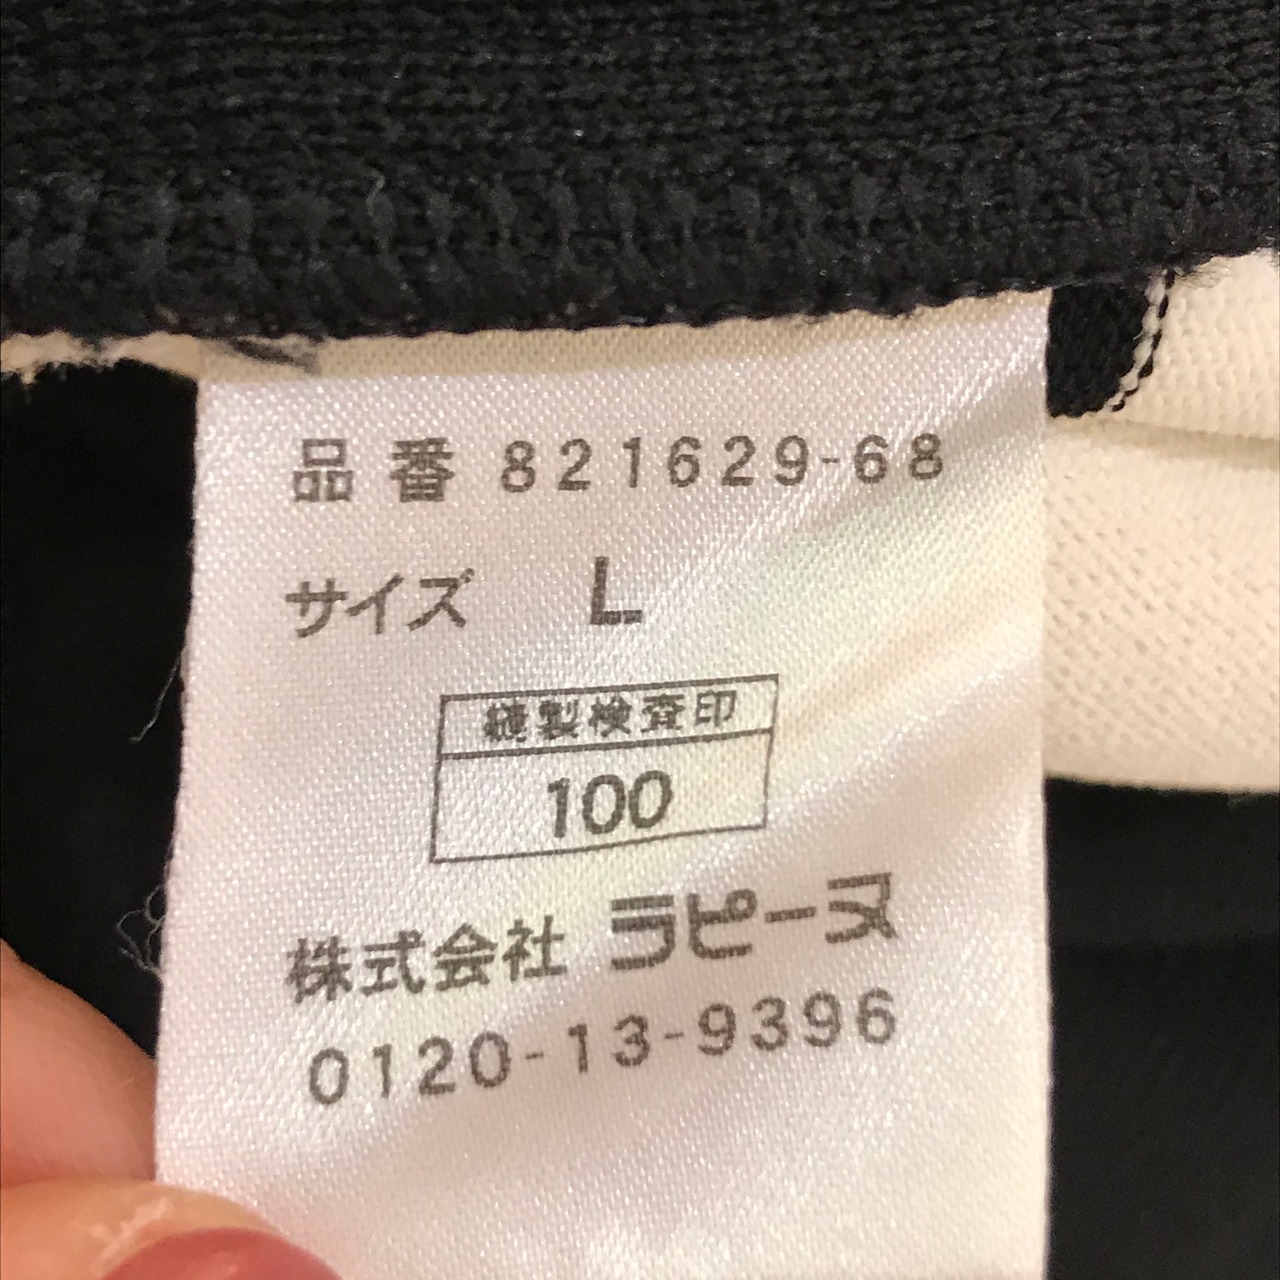 品番 821629-68
サイズ L
縫製検査印
100
株式会社 ラピーヌ
0120-13-9396